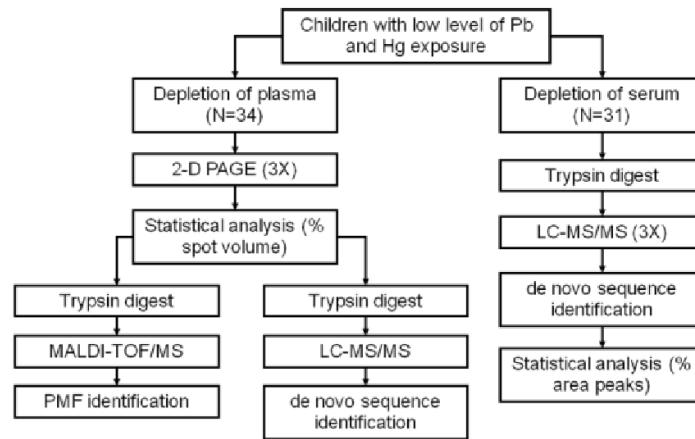 Children with low level of Pb
and Hg exposure
Depletion of plasma
(N=34)
2-D PAGE (3X)
Statistical analysis (%
spot volume)
Trypsin digest
MALDI-TOF/MS
PMF identification
Trypsin digest
LC-MS/MS
de novo sequence
identification
Depletion of serum
(N=31)
Trypsin digest
LC-MS/MS (3X)
de novo sequence
identification
Statistical analysis (%
area peaks)